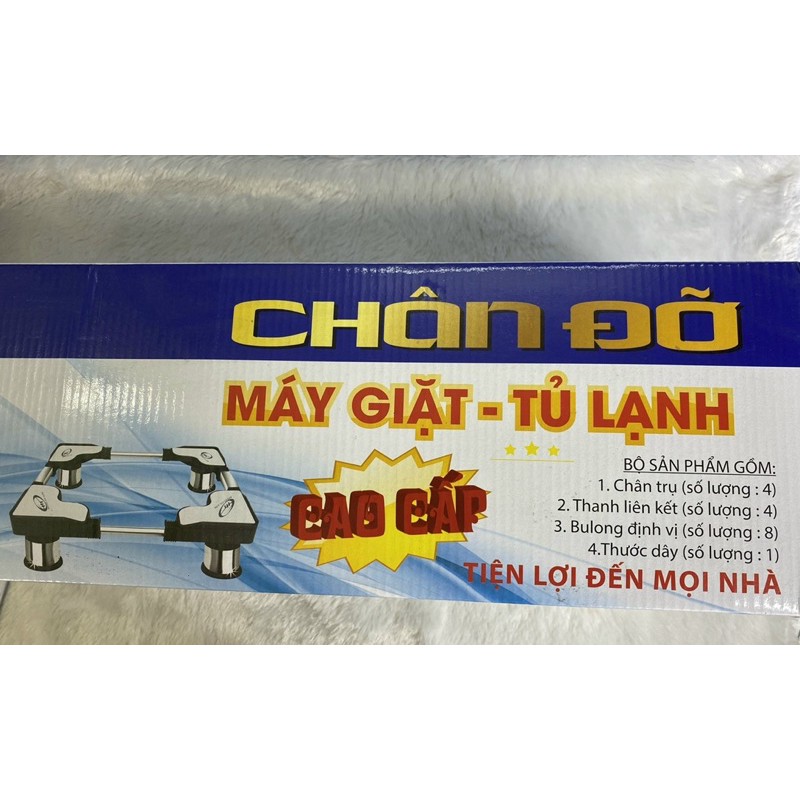 CHÂN ĐỠ
MÁY GIẶT - TỦ LẠNH
CAO CẤP
BỘ SẢN PHẨM GỒM:
1. Chân trụ (số lượng : 4)
2. Thanh liên kết (số lượng : 4)
3. Bulong định vị (số lượng : 8)
4.Thước dây (số lượng : 1)
TIỆN LỢI ĐẾN MỌI NHÀ